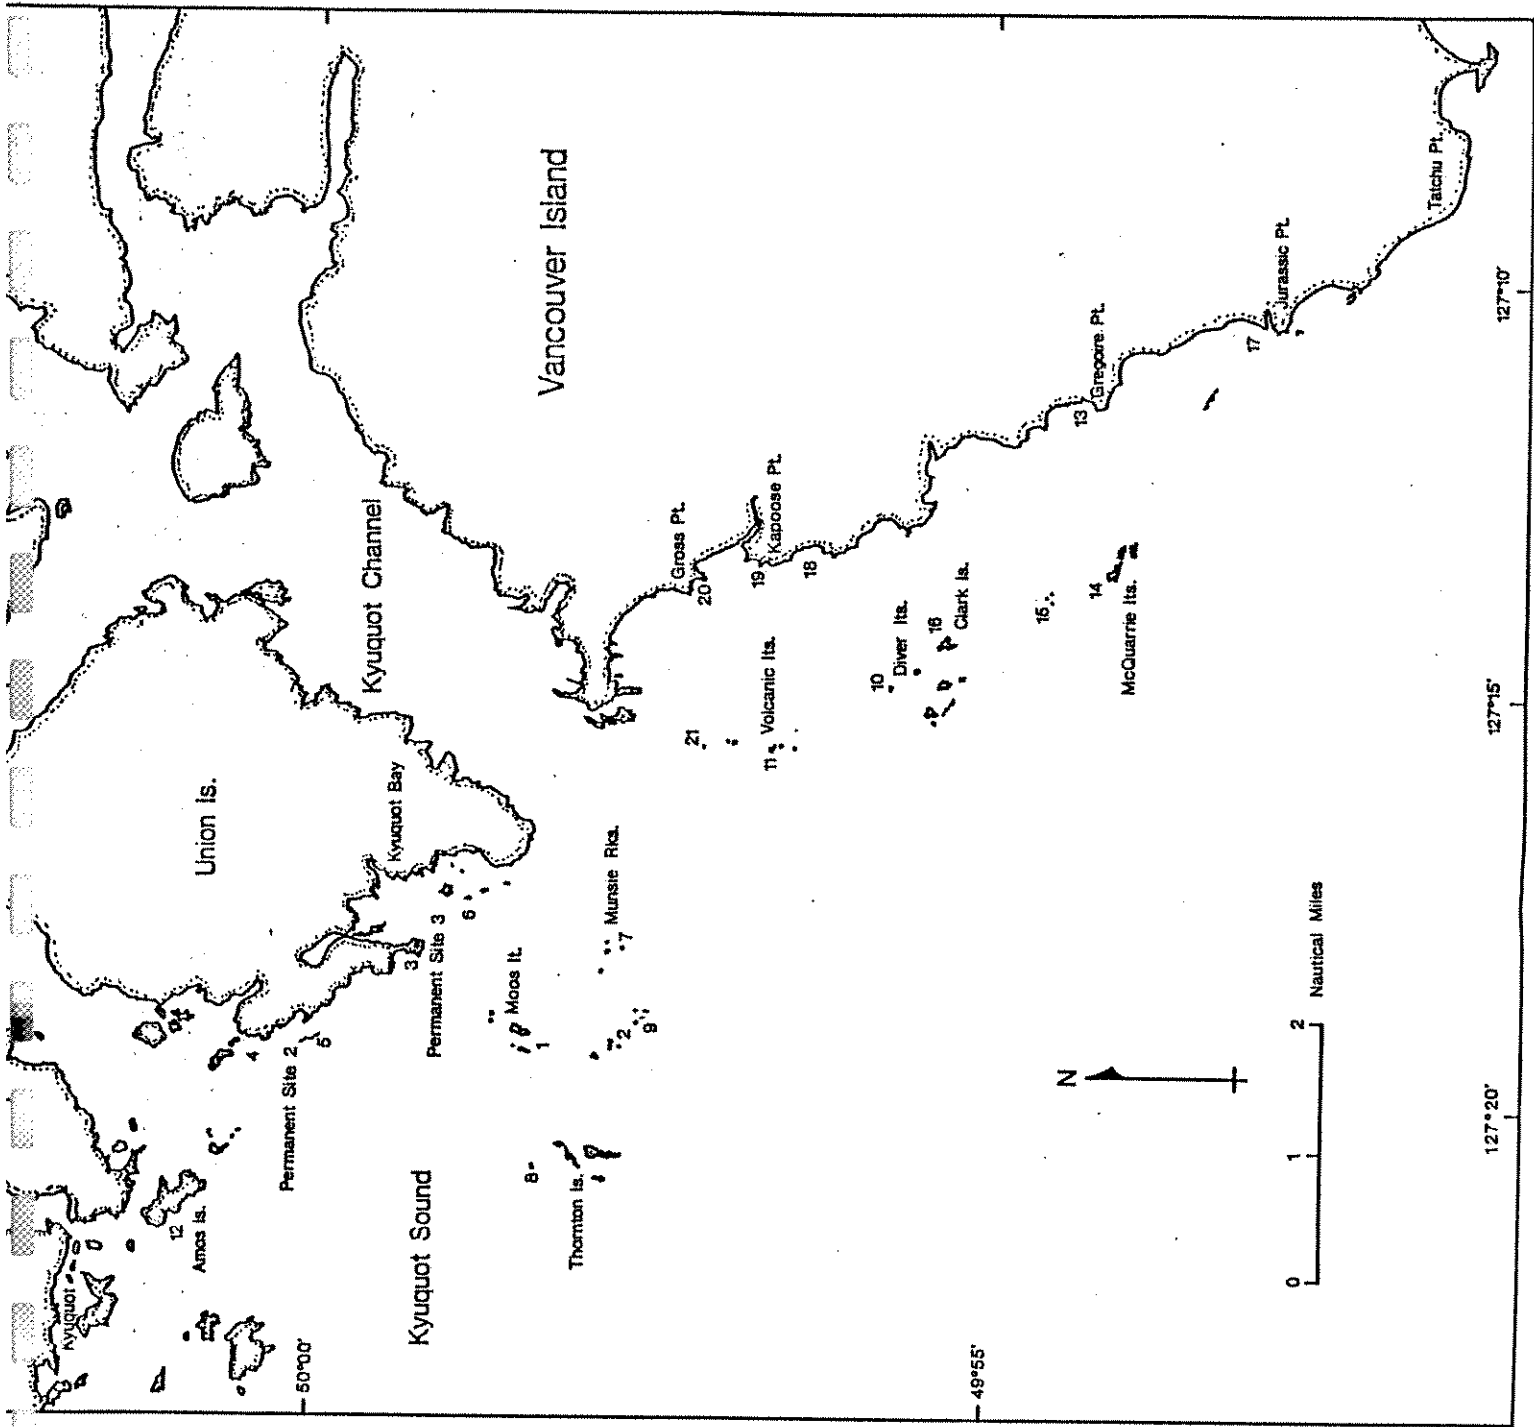 Vancouver Island
Union Is.
Kyuquot Channel
Kyuquot Bay
Kyuquot
12
Amos Is.
4
Permanent Site 2
5
3
Permanent Site 3
6
Kyuquot Sound
50°00'
Moos It.
1
8
Thornton Is.
2
9
7
Munsie Rks.
Gross Pt.
20
21
11
Volcanic Its.
19
Kapoose Pt.
18
10
Diver Its.
16
Clark Is.
15
14
McQuarrie Its.
13
Gregoire Pt.
17
Jurassic Pt.
Tatchu Pt.
49°55'
N
0
1
2
Nautical Miles
127°20'
127°15'
127°10'